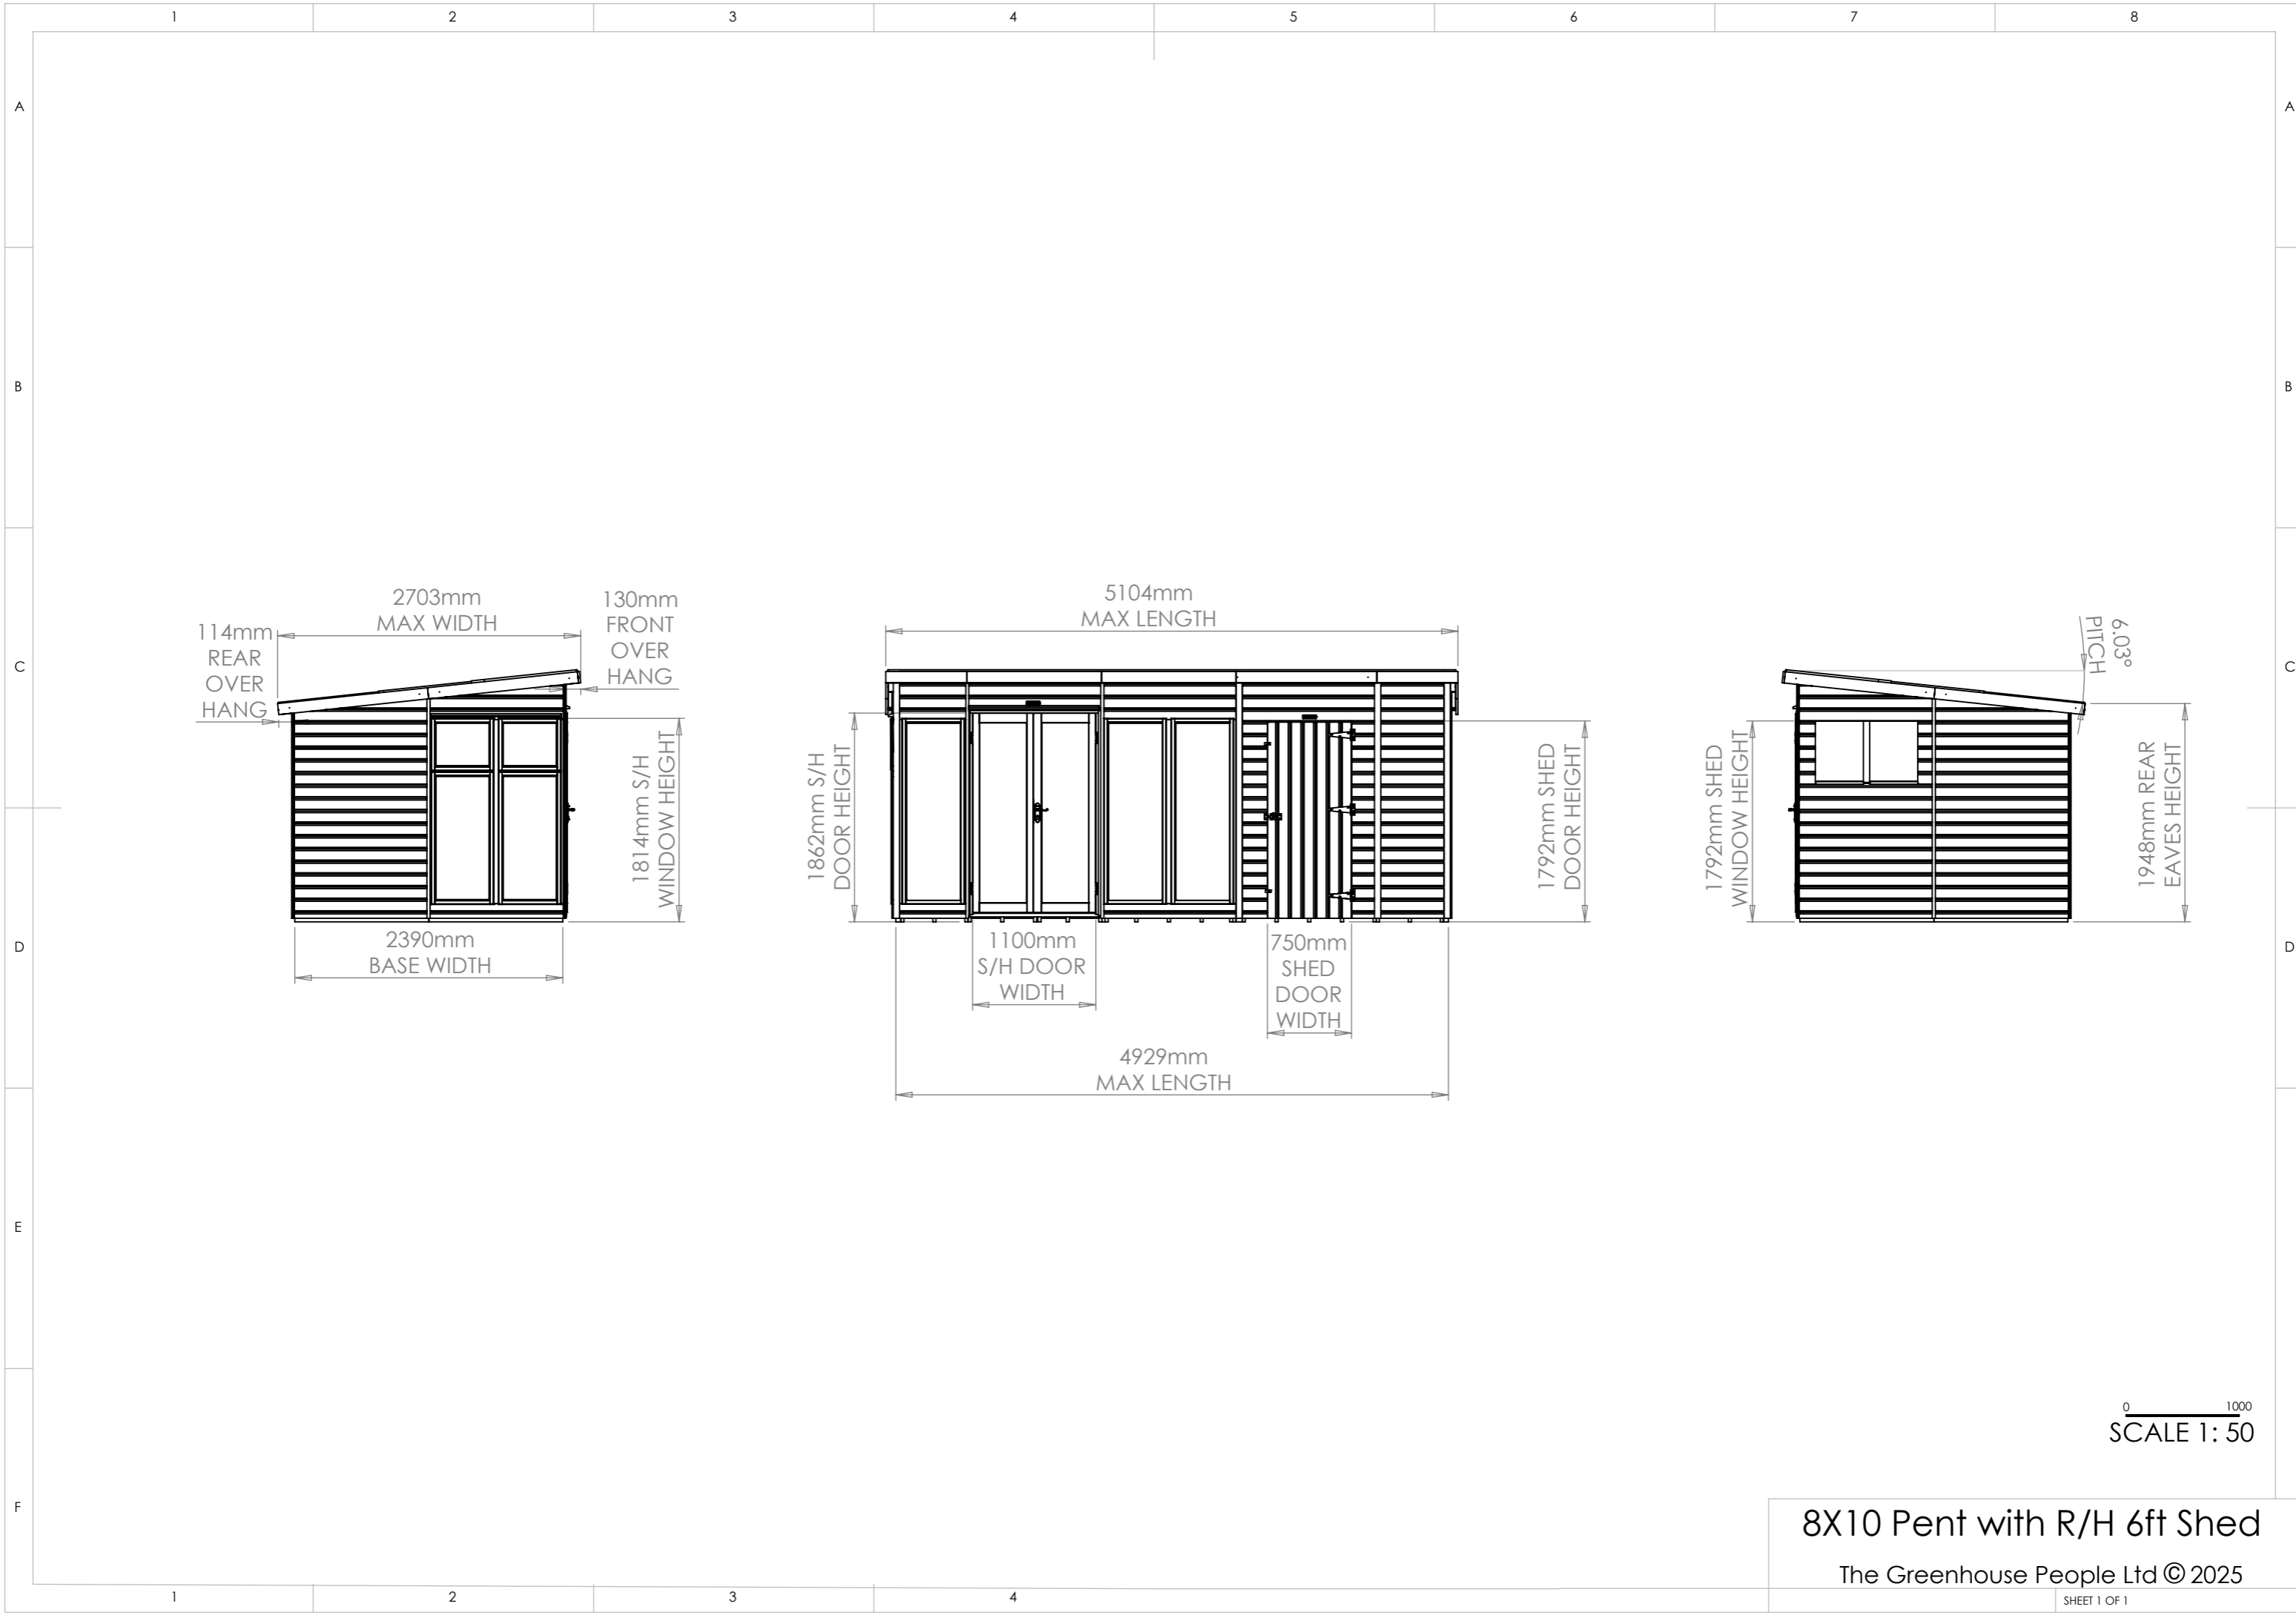 1 2 3 4 5 6 7 8
A A
B B
C C
D D
E
F
2703mm
MAX WIDTH
114mm
REAR
OVER
HANG
130mm
FRONT
OVER
HANG
1814mm S/H
WINDOW HEIGHT
2390mm
BASE WIDTH
5104mm
MAX LENGTH
1862mm S/H
DOOR HEIGHT
1792mm SHED
DOOR HEIGHT
1100mm
S/H DOOR
WIDTH
750mm
SHED
DOOR
WIDTH
4929mm
MAX LENGTH
6.03°
PITCH
1792mm SHED
WINDOW HEIGHT
1948mm REAR
EAVES HEIGHT
0 1000
SCALE 1: 50
8X10 Pent with R/H 6ft Shed
The Greenhouse People Ltd © 2025
SHEET 1 OF 1
1 2 3 4